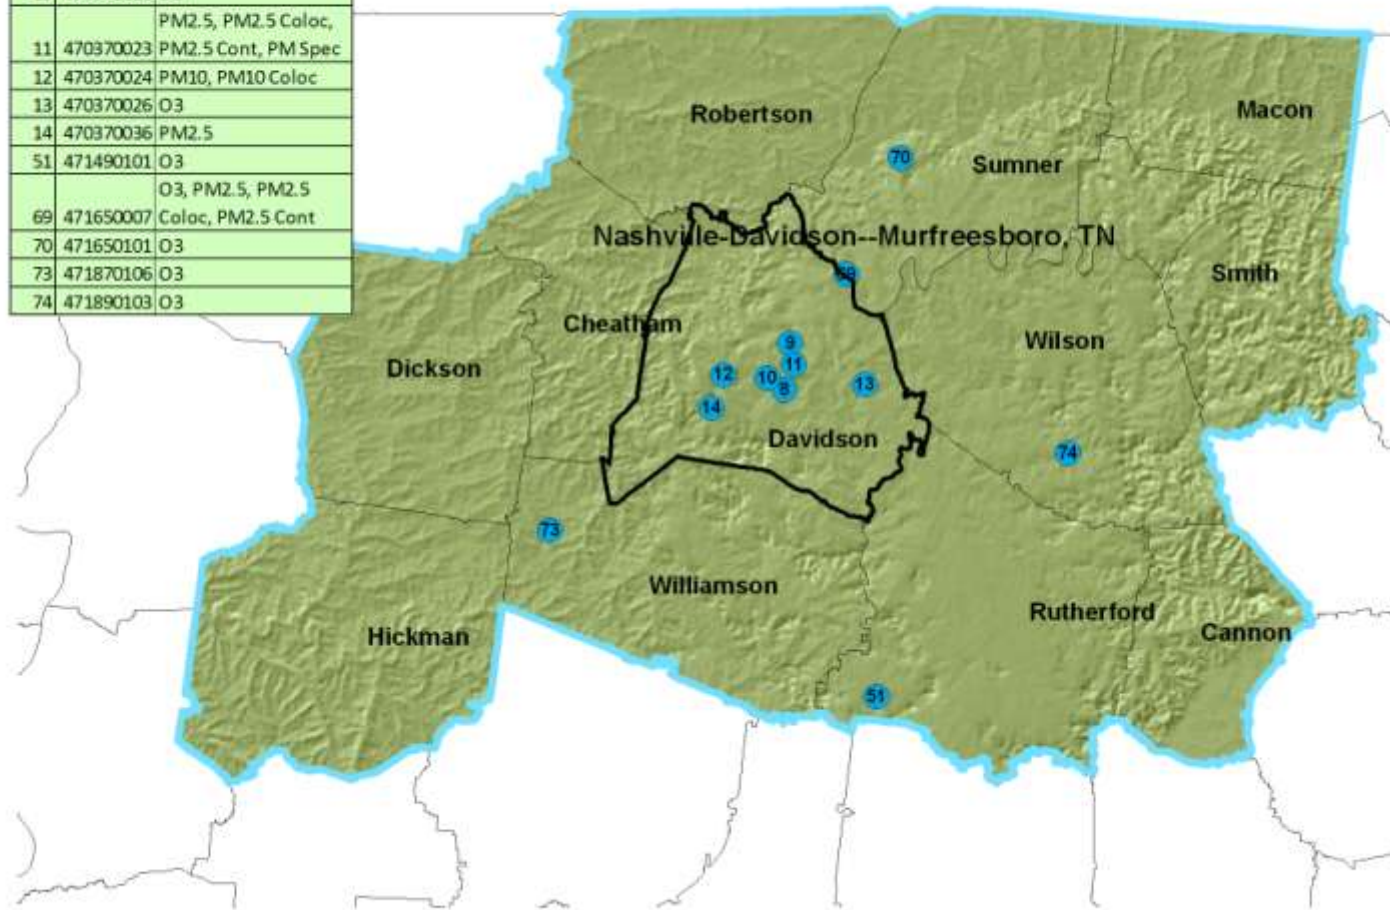 PM2.5, PM2.5 Coloc,
11 470370023 PM2.5 Cont, PM Spec
12 470370024 PM10, PM10 Coloc
13 470370026 O3
14 470370036 PM2.5
51 471490101 O3
O3, PM2.5, PM2.5
69 471650007 Coloc, PM2.5 Cont
70 471650101 O3
73 471870106 O3
74 471890103 O3
Robertson
Macon
70
Sumner
Nashville-Davidson--Murfreesboro, TN
69
Smith
Cheatham
9
Wilson
Dickson
11
12
10
8
13
14
Davidson
74
73
Williamson
Rutherford
Hickman
Cannon
51